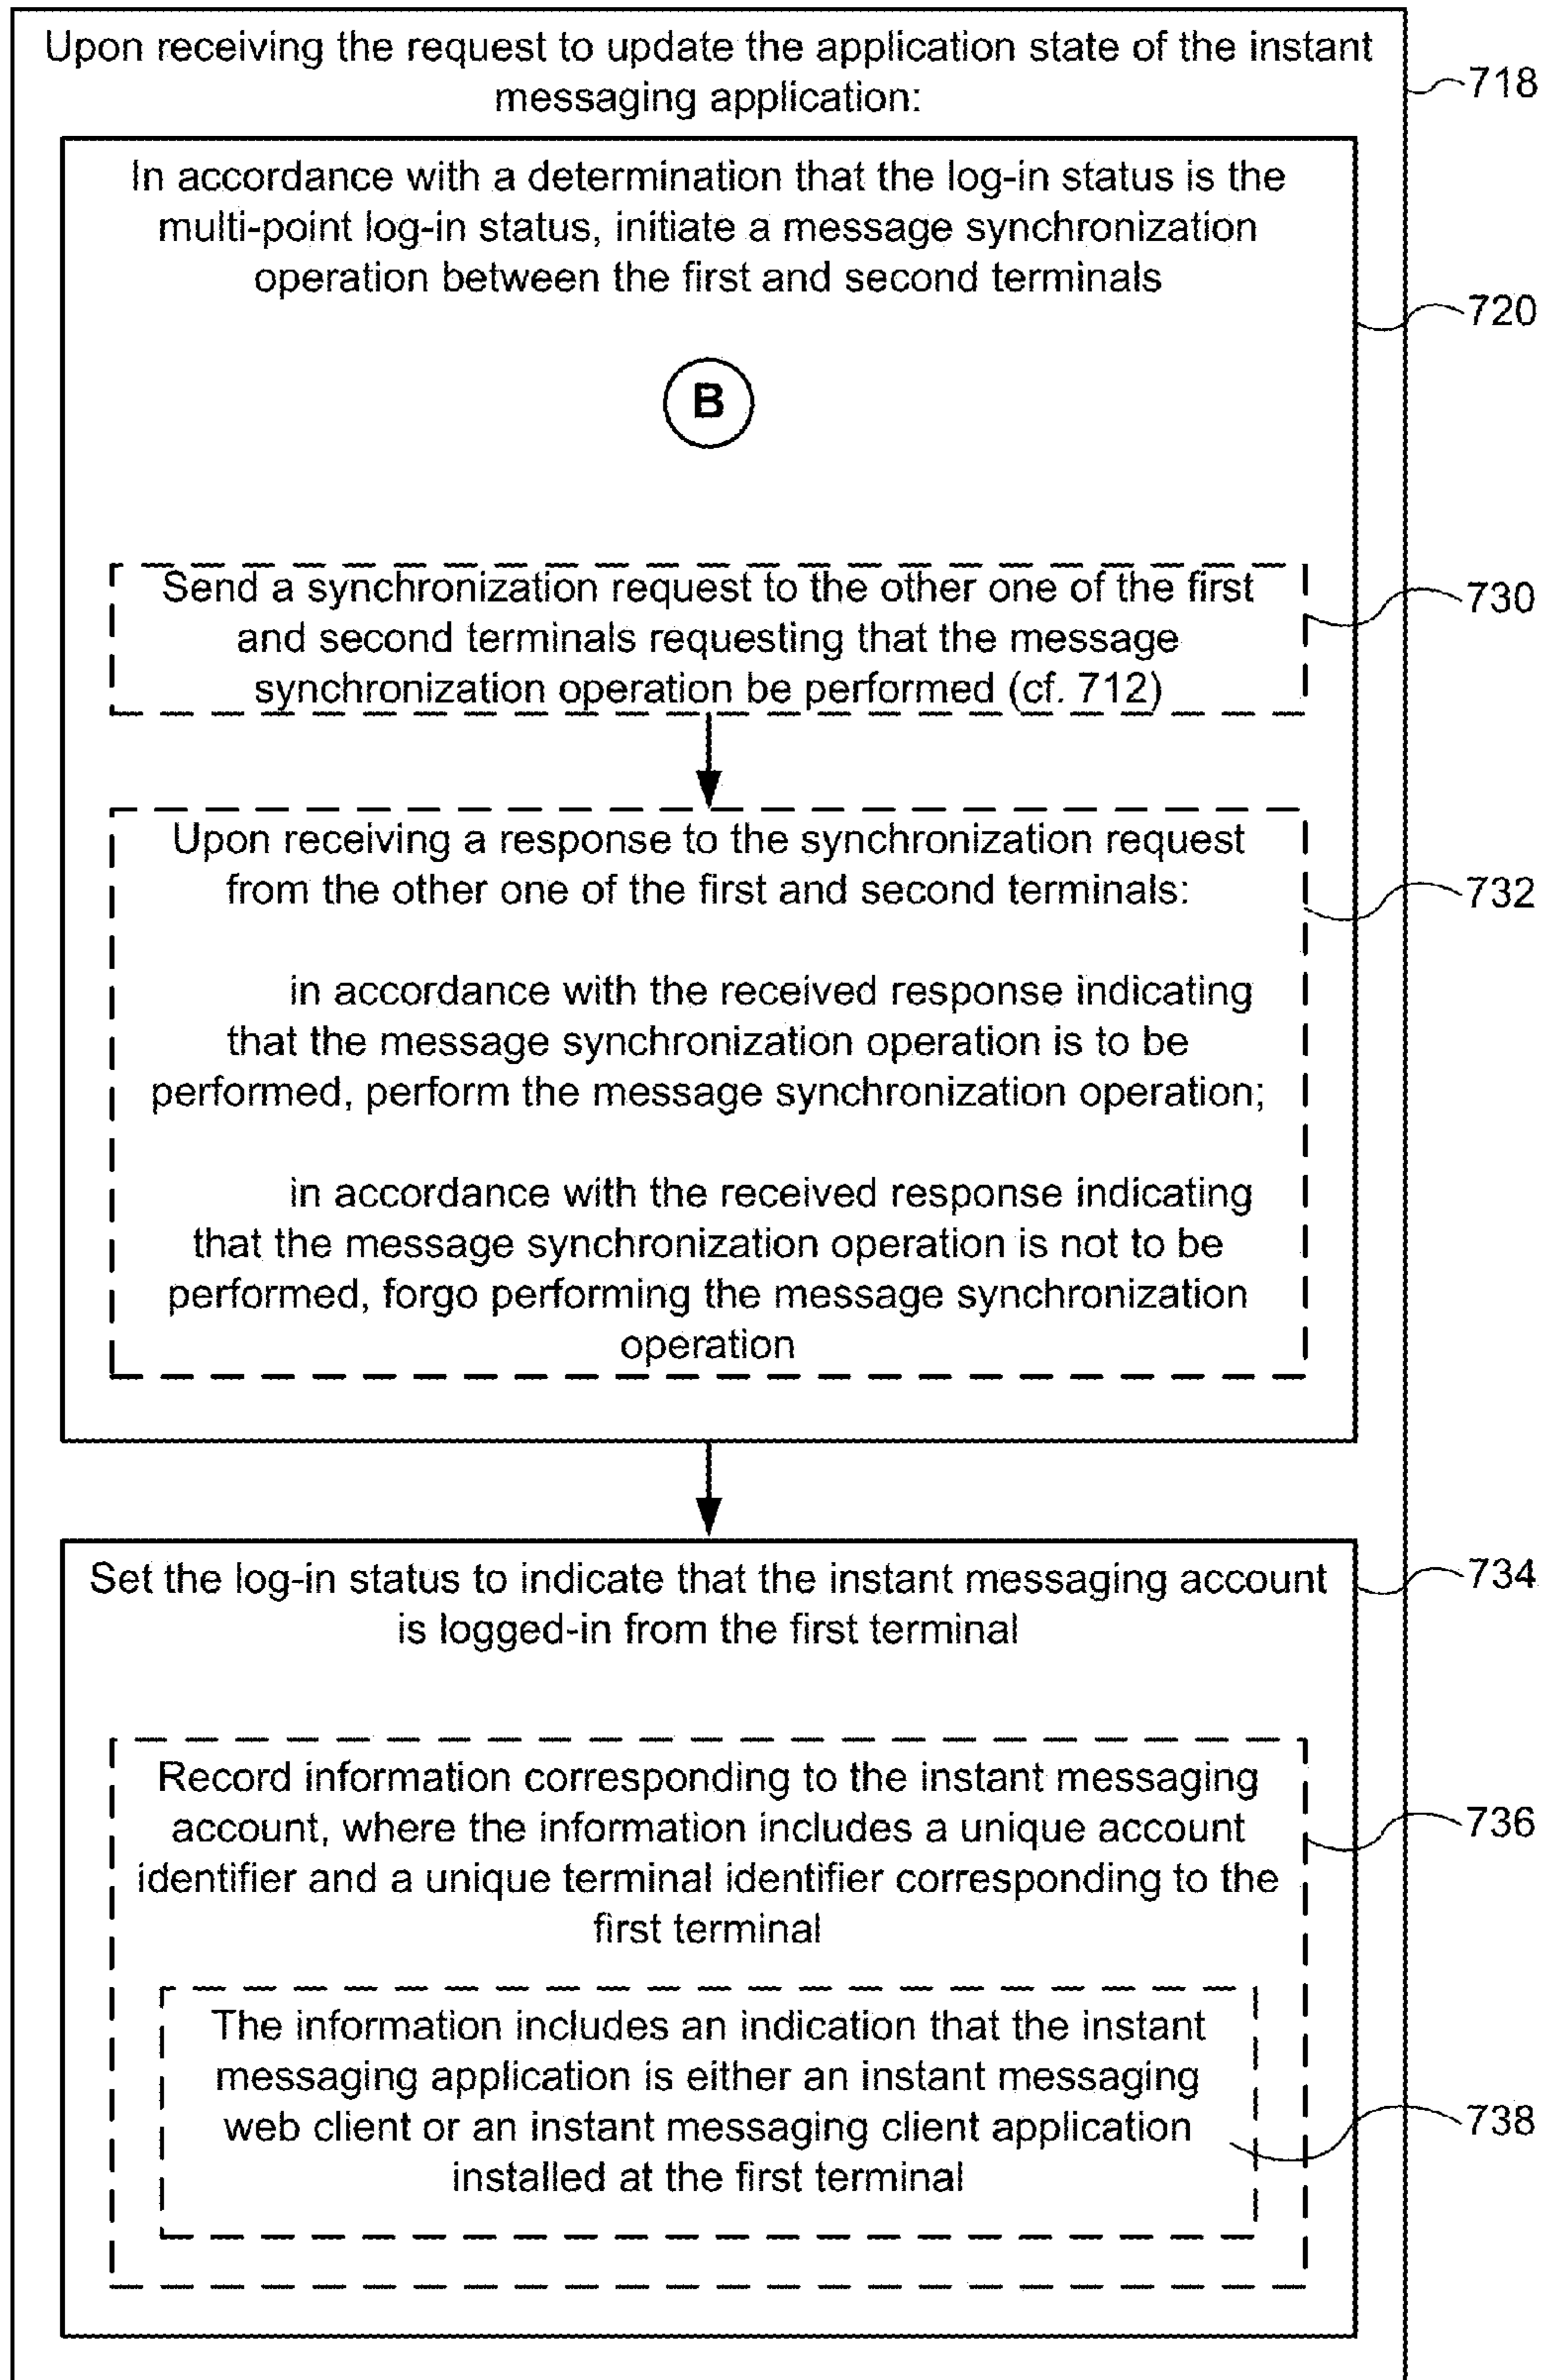 Upon receiving the request to update the application state of the instant
messaging application:
718
In accordance with a determination that the log-in status is the
multi-point log-in status, initiate a message synchronization
operation between the first and second terminals
720
B
Send a synchronization request to the other one of the first
and second terminals requesting that the message
synchronization operation be performed (cf. 712)
730
Upon receiving a response to the synchronization request
from the other one of the first and second terminals:
732
in accordance with the received response indicating
that the message synchronization operation is to be
performed, perform the message synchronization operation;
in accordance with the received response indicating
that the message synchronization operation is not to be
performed, forgo performing the message synchronization
operation
Set the log-in status to indicate that the instant messaging account
is logged-in from the first terminal
734
Record information corresponding to the instant messaging
account, where the information includes a unique account
identifier and a unique terminal identifier corresponding to the
first terminal
736
The information includes an indication that the instant
messaging application is either an instant messaging
web client or an instant messaging client application
installed at the first terminal
738